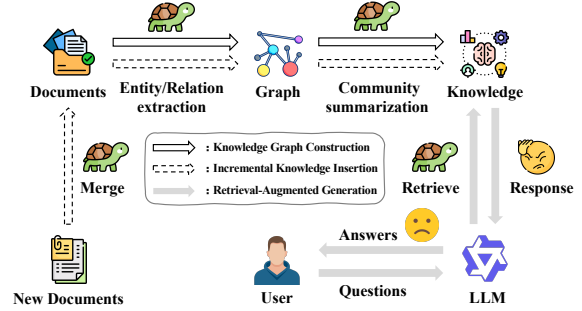 Documents
Entity/Relation
extraction
Graph
Community
summarization
Knowledge
: Knowledge Graph Construction
: Incremental Knowledge Insertion
: Retrieval-Augmented Generation
Merge
Retrieve
Response
Answers
New Documents
User
Questions
LLM